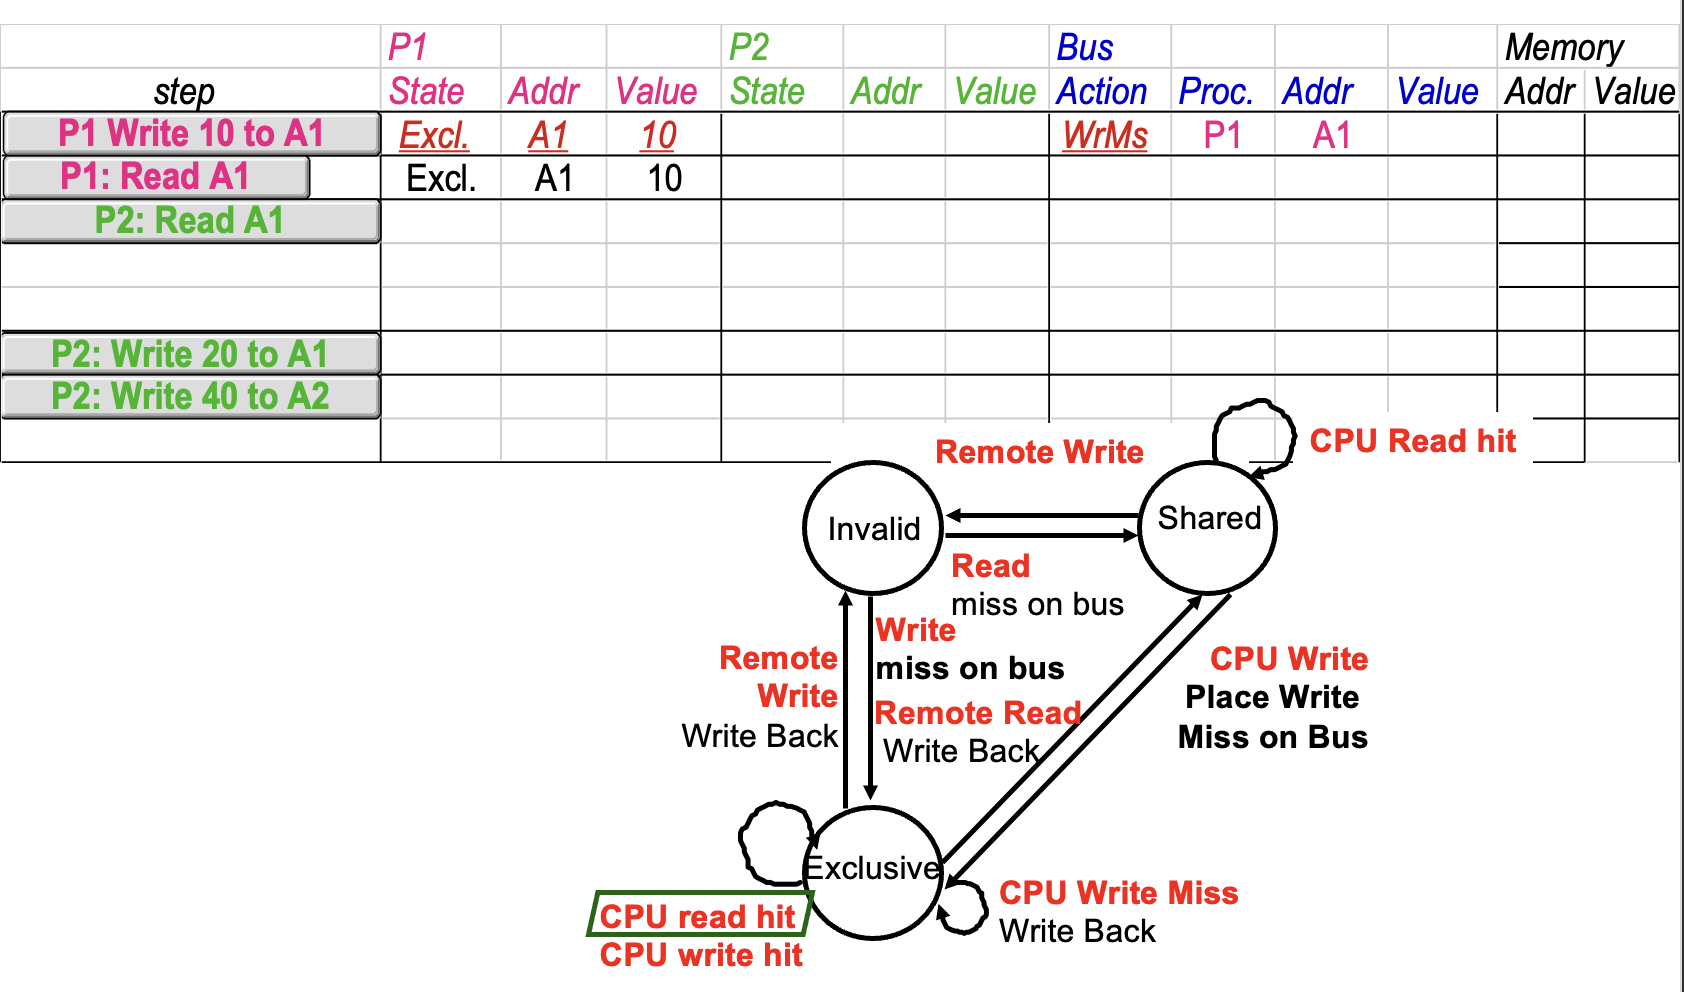 P1 P2 Bus Memory
step State Addr Value State Addr Value Action Proc. Addr Value Addr Value
P1 Write 10 to A1 Excl. A1 10 WrMs P1 A1
P1: Read A1 Excl. A1 10
P2: Read A1
P2: Write 20 to A1
P2: Write 40 to A2
CPU Read hit
Remote Write
Invalid
Shared
Read
miss on bus
Write
miss on bus
Remote
Write
Write Back
Remote Read
Write Back
CPU Write
Place Write
Miss on Bus
Exclusive
CPU read hit
CPU write hit
CPU Write Miss
Write Back